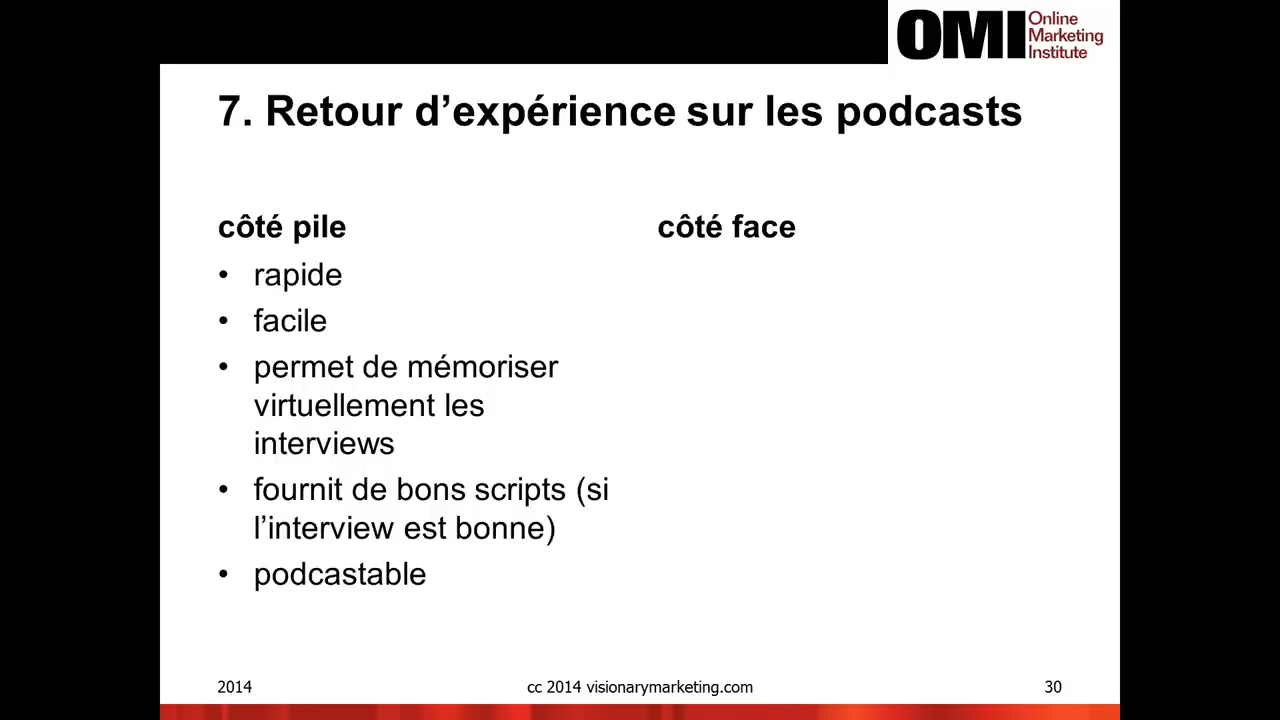 OMI Online
Marketing
Institute
7. Retour d’expérience sur les podcasts
côté pile
• rapide
• facile
• permet de mémoriser
virtuellement les
interviews
• fournit de bons scripts (si
l’interview est bonne)
• podcastable
côté face
2014
cc 2014 visionarymarketing.com
30